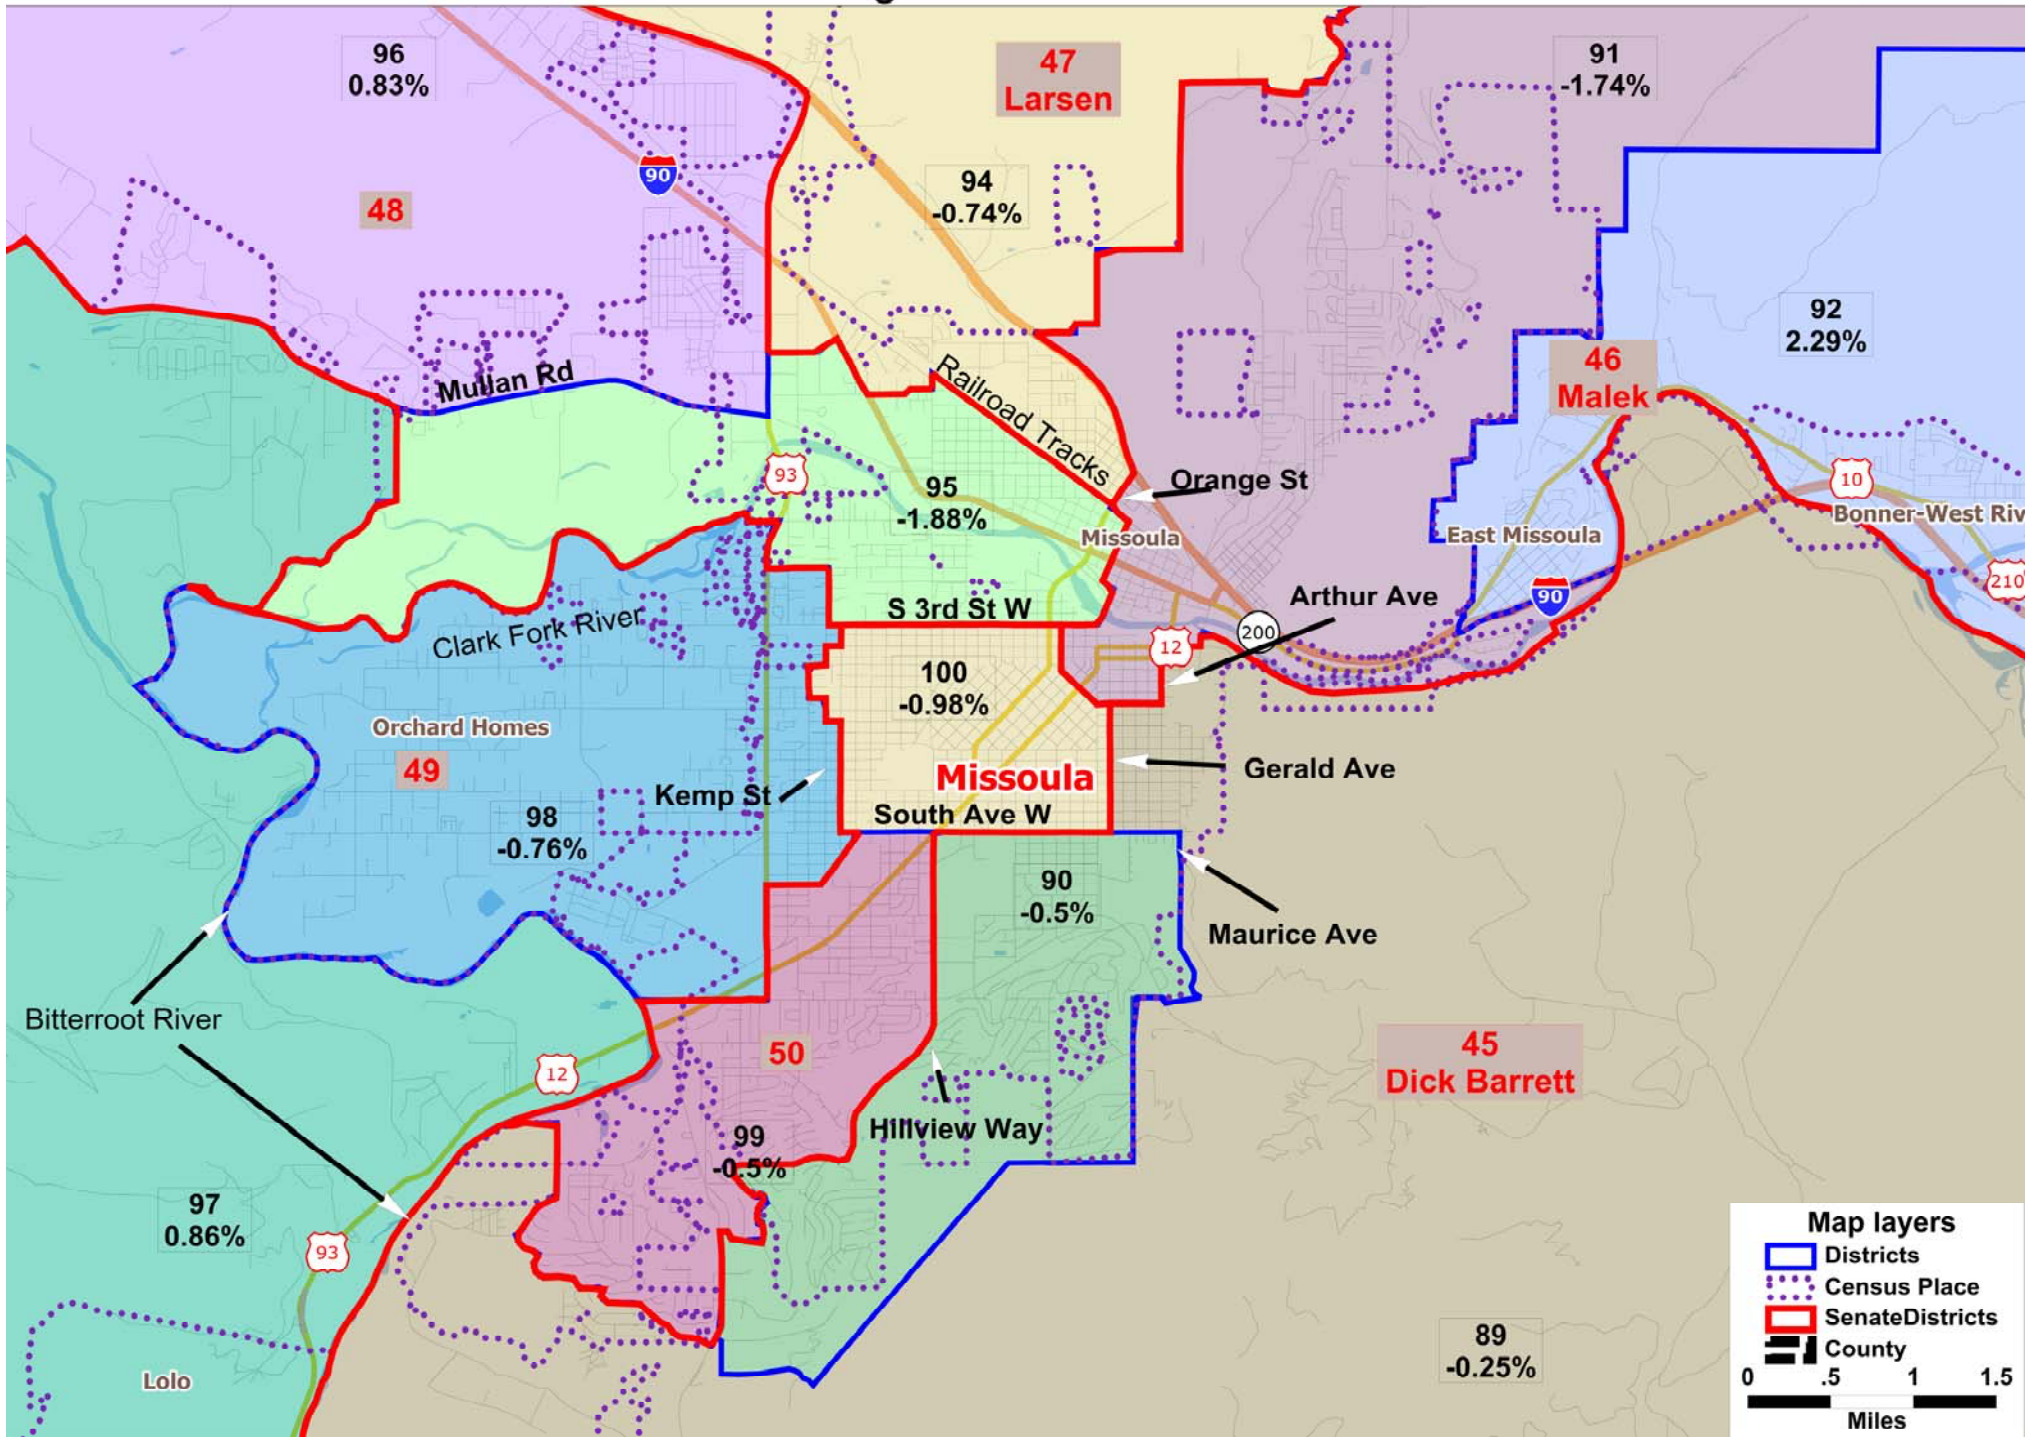 96
0.83%
47
Larsen
91
-1.74%
90
94
-0.74%
48
92
2.29%
46
Malek
Mullan Rd
Railroad Tracks
93
95
-1.88%
Orange St
10
Missoula
East Missoula
Bonner-West Riv
210
90
Arthur Ave
S 3rd St W
Clark Fork River
200
12
100
-0.98%
Orchard Homes
49
Missoula
Gerald Ave
Kemp St
South Ave W
98
-0.76%
90
-0.5%
Maurice Ave
Bitterroot River
50
45
Dick Barrett
12
Hillview Way
99
-0.5%
97
0.86%
93
Lolo
89
-0.25%
Map layers
Districts
Census Place
SenateDistricts
County
0 .5 1 1.5
Miles